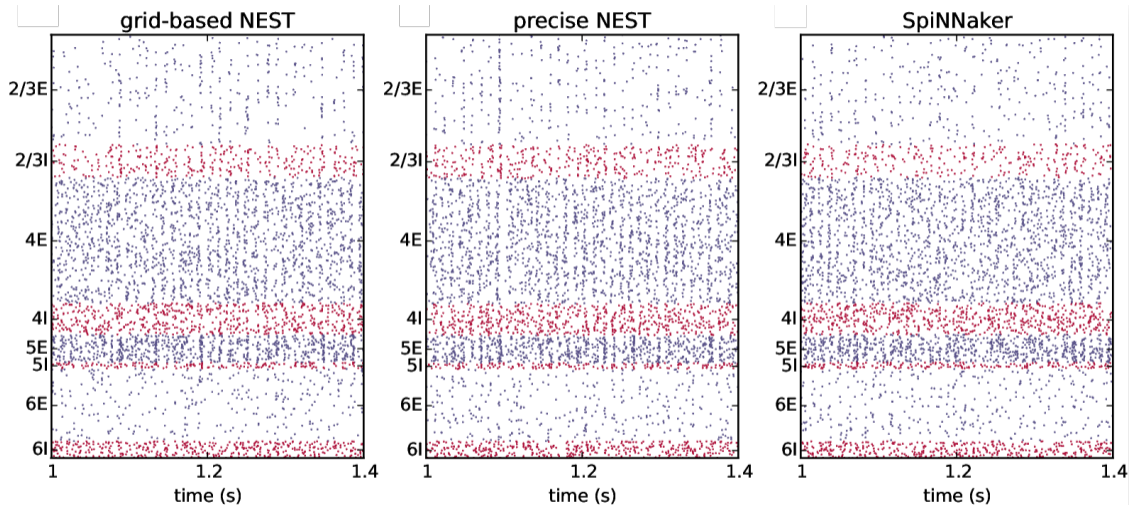 grid-based NEST
2/3E
2/3I
4E
4I
5E
5I
6E
6I
1 1.2 1.4
time (s)
precise NEST
2/3E
2/3I
4E
4I
5E
5I
6E
6I
1 1.2 1.4
time (s)
SpiNNaker
2/3E
2/3I
4E
4I
5E
5I
6E
6I
1 1.2 1.4
time (s)